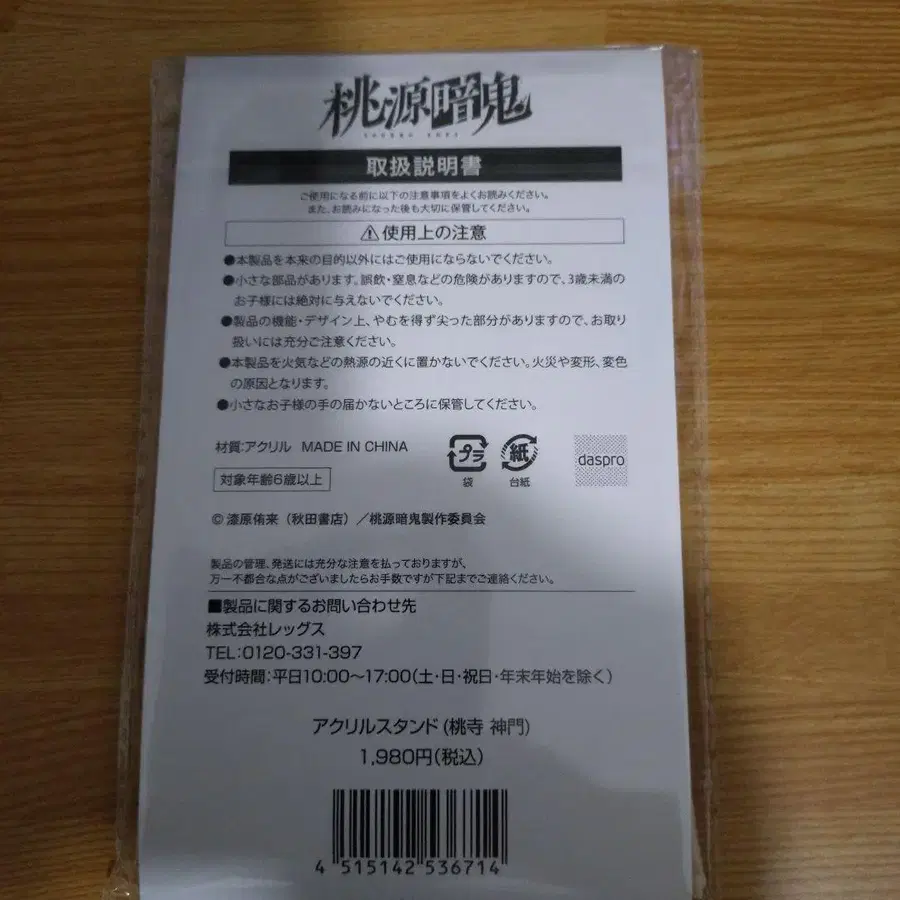 桃源暗鬼
取扱説明書
ご使用になる前に以下の注意事項をよくお読みください。
また、お読みになった後も大切に保管してください。
⚠使用上の注意
●本製品を本来の目的以外にはご使用にならないでください。
●小さな部品があります。誤飲・窒息などの危険がありますので、3歳未満の
お子様には絶対に与えないでください。
●製品の機能・デザイン上、やむを得ず尖った部分がありますので、お取り
扱いには充分ご注意ください。
●本製品を火気などの熱源の近くに置かないでください。火災や変形、変色
の原因となります。
●小さなお子様の手の届かないところに保管してください。
材質:アクリル MADE IN CHINA
プラ 紙 daspro
袋 台紙
対象年齢6歳以上
© 漆原侑来（秋田書店）／桃源暗鬼製作委員会
製品の管理、発送には充分な注意を払っておりますが、
万一不都合な点がございましたらお手数ですが下記までご連絡ください。
■製品に関するお問い合わせ先
株式会社レッグス
TEL:0120-331-397
受付時間:平日10:00〜17:00(土・日・祝日・年末年始を除く)
アクリルスタンド(桃寺 神門)
1,980円(税込)
4 515142 536714